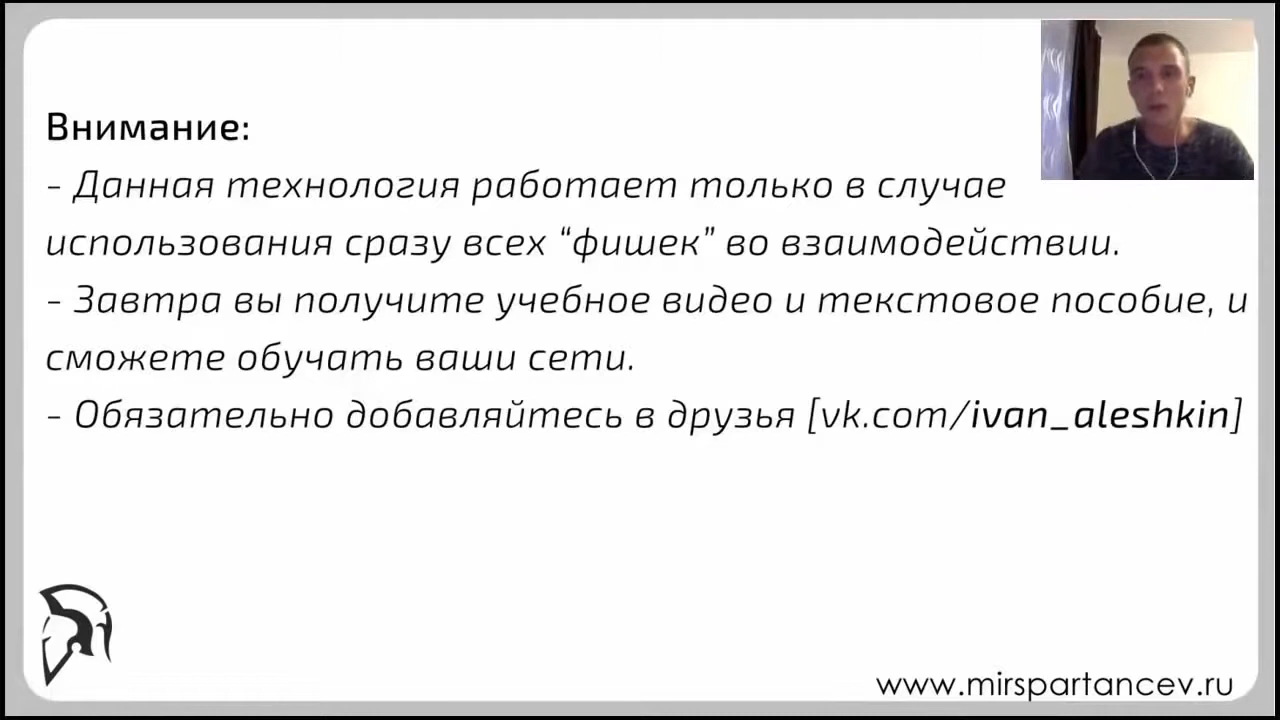 Внимание:
- Данная технология работает только в случае
использования сразу всех “фишек” во взаимодействии.
- Завтра вы получите учебное видео и текстовое пособие, и
сможете обучать ваши сети.
- Обязательно добавляйтесь в друзья [vk.com/ivan_aleshkin]
www.mirspartancev.ru